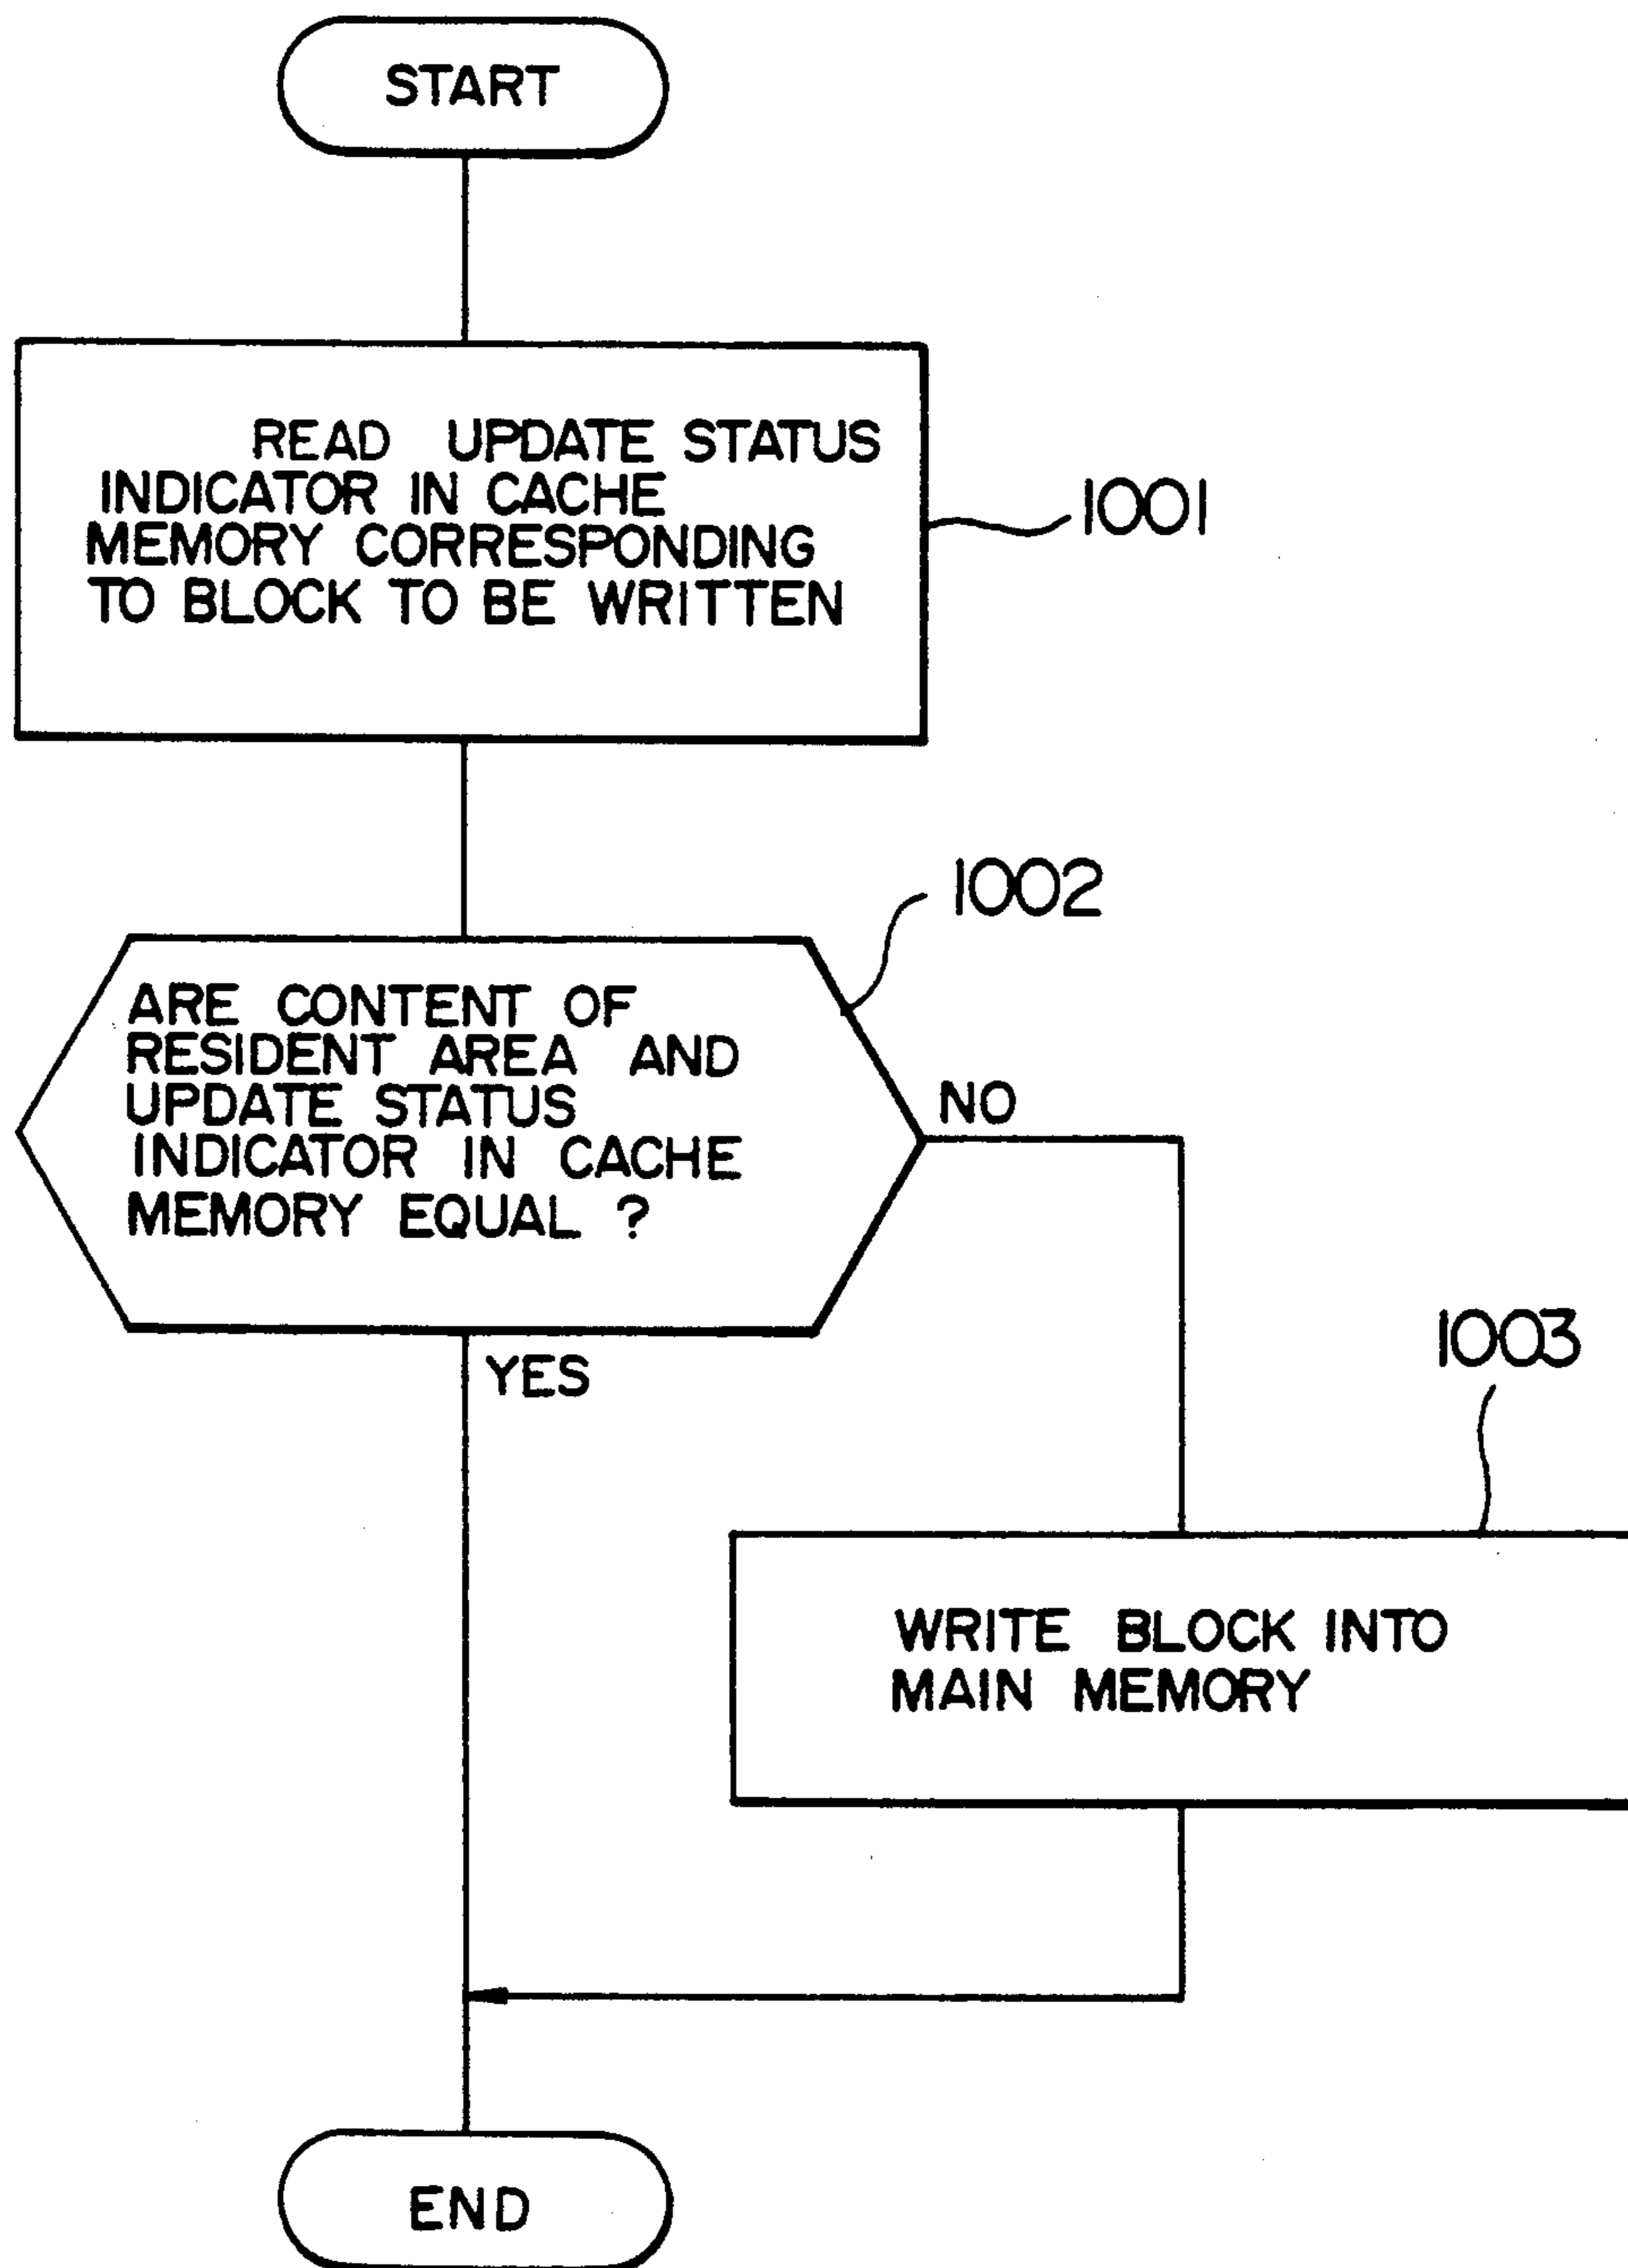 START
READ UPDATE STATUS
INDICATOR IN CACHE
MEMORY CORRESPONDING
TO BLOCK TO BE WRITTEN
1001
1002
ARE CONTENT OF
RESIDENT AREA AND
UPDATE STATUS
INDICATOR IN CACHE
MEMORY EQUAL ?
NO
YES
1003
WRITE BLOCK INTO
MAIN MEMORY
END